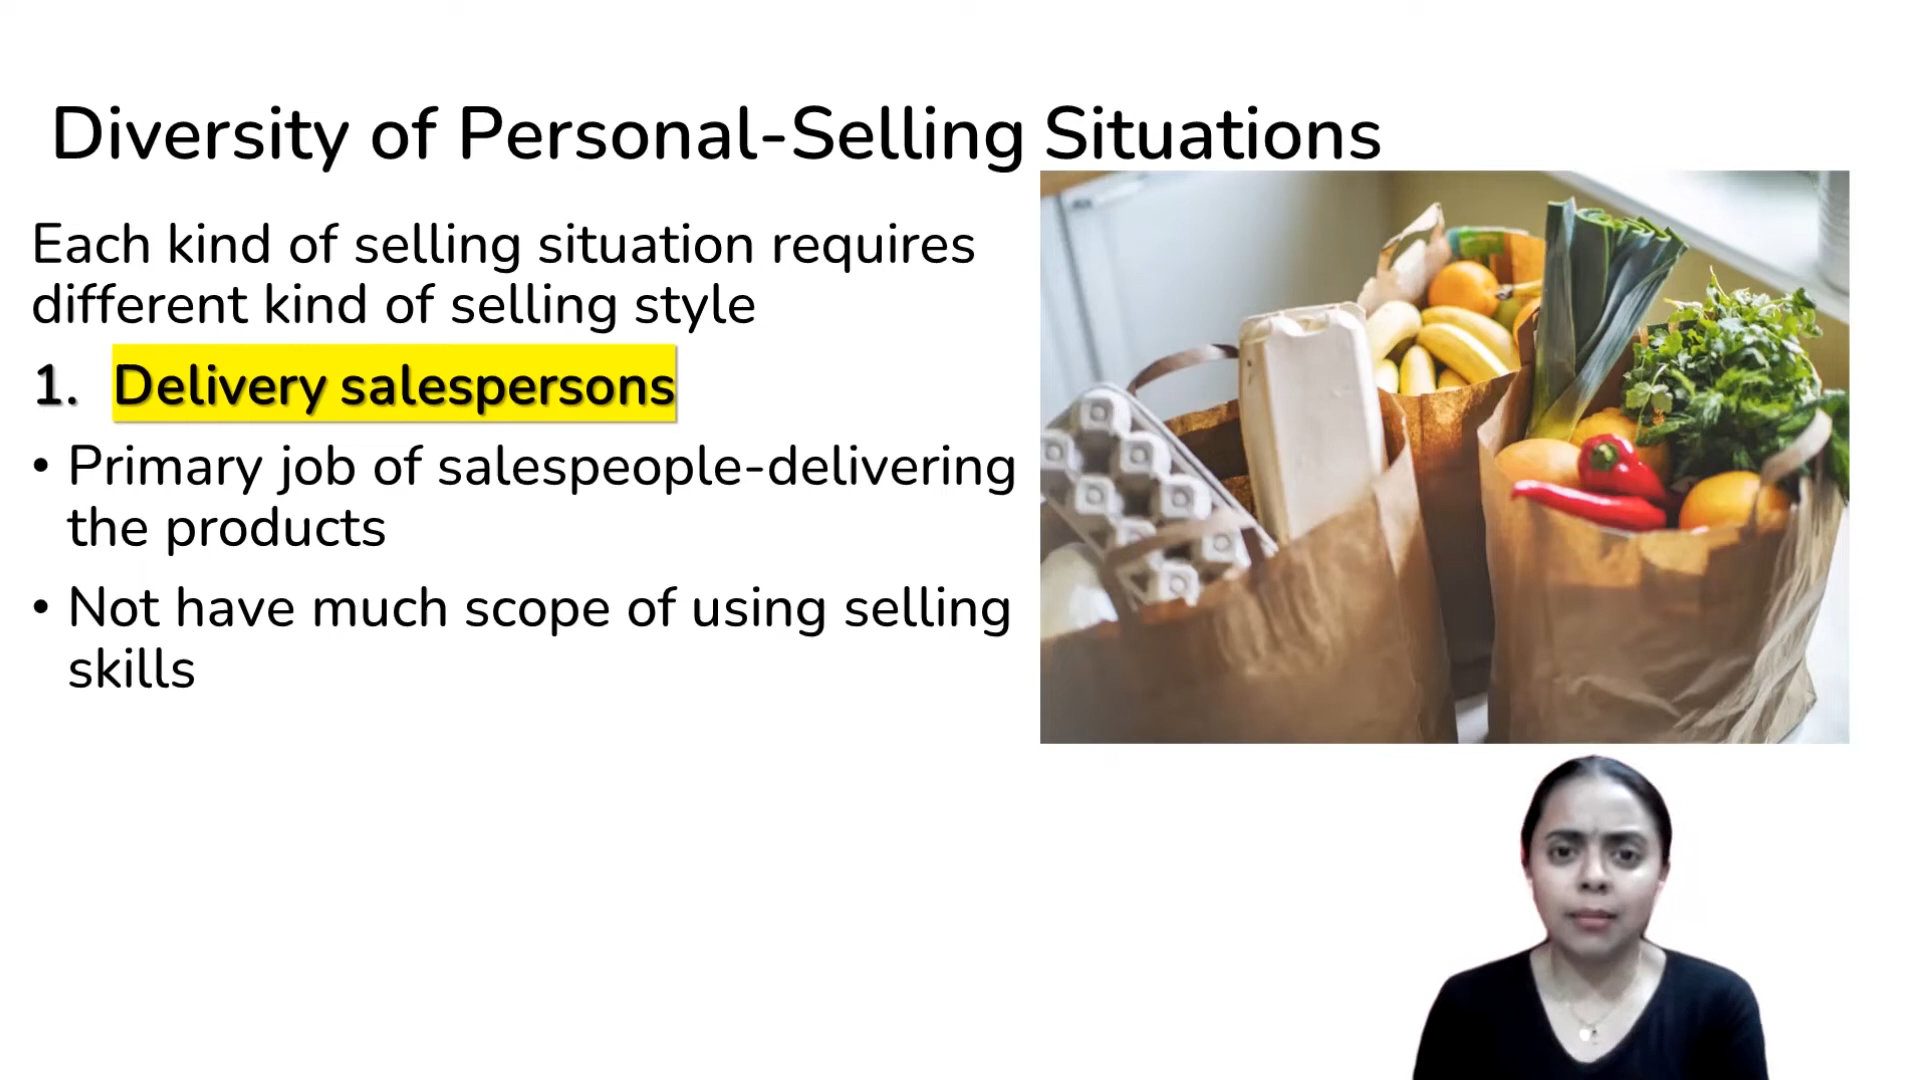 Diversity of Personal-Selling Situations
Each kind of selling situation requires
different kind of selling style
1. Delivery salespersons
• Primary job of salespeople-delivering
the products
• Not have much scope of using selling
skills